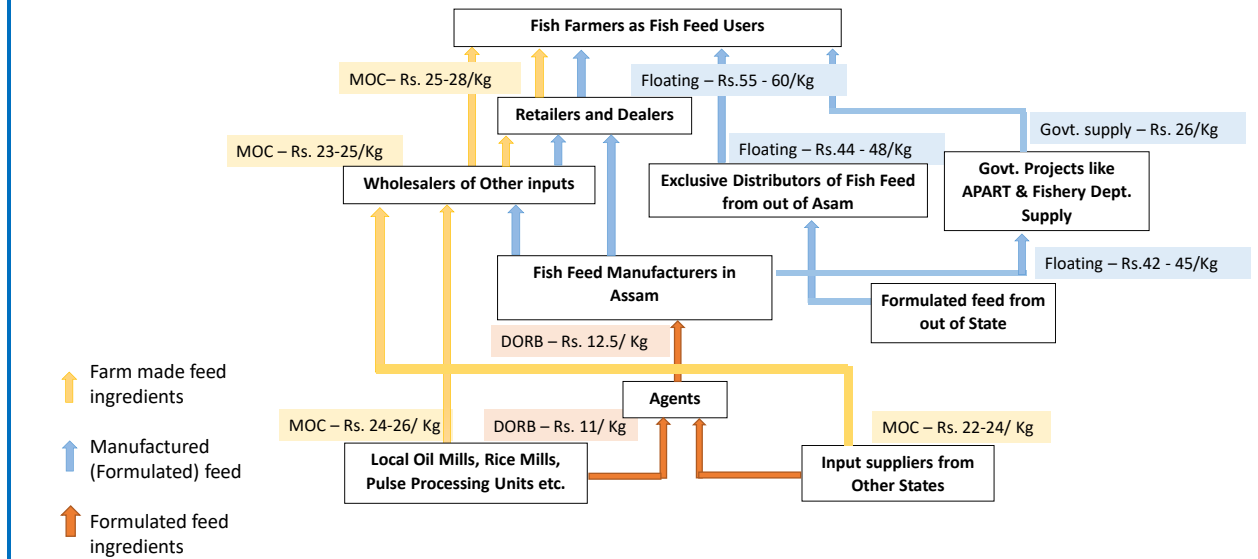 Fish Farmers as Fish Feed Users
MOC– Rs. 25-28/Kg
Floating – Rs.55 - 60/Kg
Retailers and Dealers
Govt. supply – Rs. 26/Kg
MOC – Rs. 23-25/Kg
Floating – Rs.44 - 48/Kg
Wholesalers of Other inputs
Exclusive Distributors of Fish Feed
from out of Asam
Govt. Projects like
APART & Fishery Dept.
Supply
Fish Feed Manufacturers in
Assam
Floating – Rs.42 - 45/Kg
Formulated feed from
out of State
DORB – Rs. 12.5/ Kg
Farm made feed
ingredients
Agents
MOC – Rs. 24-26/ Kg
DORB – Rs. 11/ Kg
MOC – Rs. 22-24/ Kg
Manufactured
(Formulated) feed
Local Oil Mills, Rice Mills,
Pulse Processing Units etc.
Input suppliers from
Other States
Formulated feed
ingredients